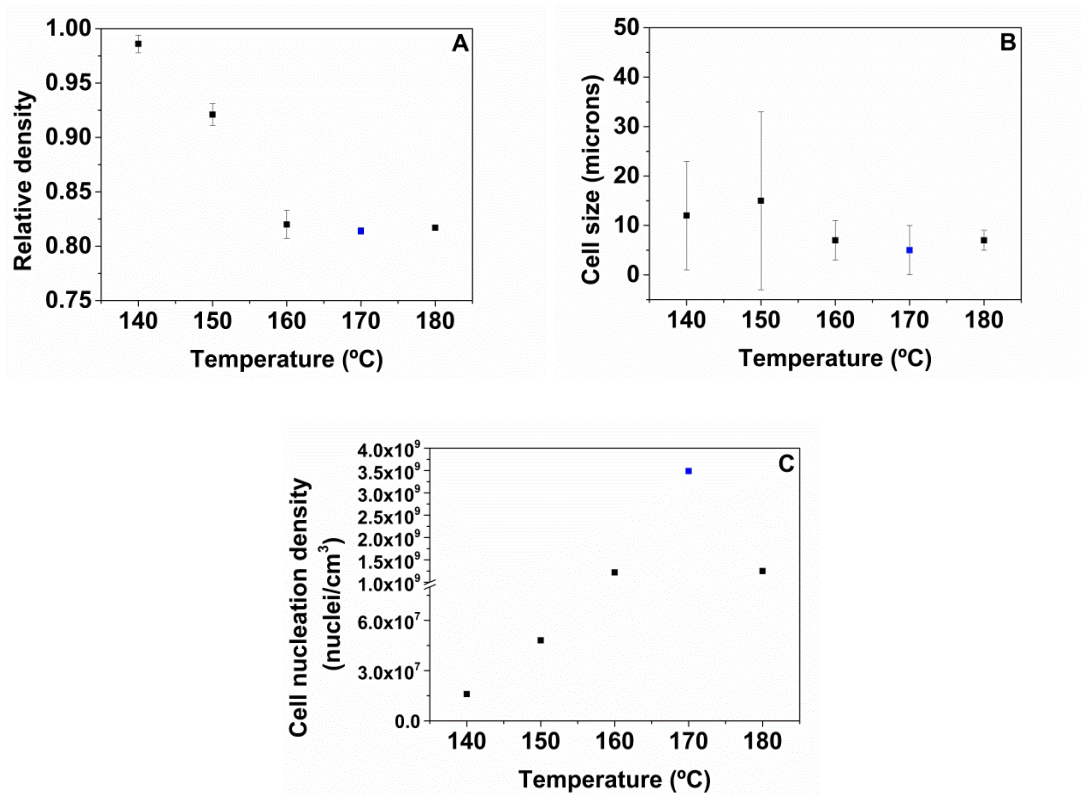 A
1.00
0.95
0.90
0.85
0.80
0.75
Relative density
140 150 160 170 180
Temperature (ºC)
B
50
40
30
20
10
0
Cell size (microns)
140 150 160 170 180
Temperature (ºC)
C
4.0x10⁹
3.5x10⁹
3.0x10⁹
2.5x10⁹
2.0x10⁹
1.5x10⁹
1.0x10⁹
6.0x10⁷
3.0x10⁷
0.0
Cell nucleation density
(nuclei/cm³)
140 150 160 170 180
Temperature (ºC)